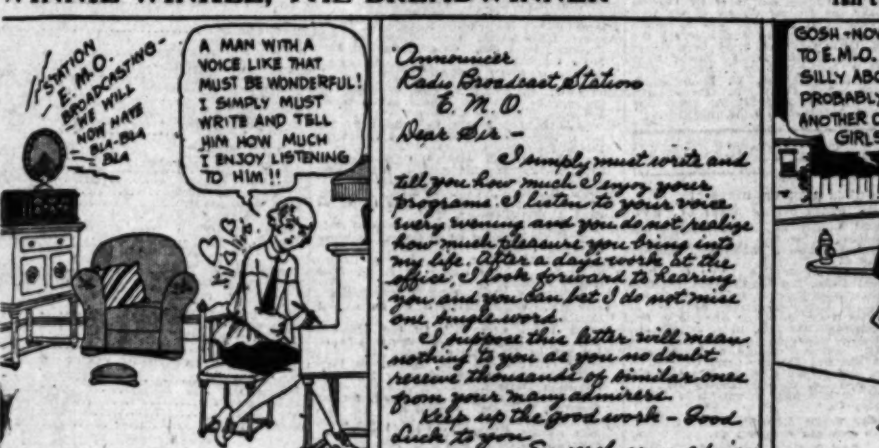 WINNIE WINKLE, THE BREADWINNER
STATION
E.M.O.
BROADCASTING-
-WE WILL
NOW HAVE
BLA-BLA
BLA
A MAN WITH A
VOICE LIKE THAT
MUST BE WONDERFUL!
I SIMPLY MUST
WRITE AND TELL
HIM HOW MUCH
I ENJOY LISTENING
TO HIM!!
Announcer
Radio Broadcast Station
E. M. O.
Dear Sir -
I simply must write and
tell you how much I enjoy your
programs. I listen to your voice
every evening and you do not realize
how much pleasure you bring into
my life. After a days work at the
office, I look forward to hearing
you and you can bet I do not miss
one single word.
I suppose this letter will mean
nothing to you as you no doubt
receive thousands of similar ones
from your many admirers.
Keep up the good work - Good
Luck to you
GOSH-NOW
TO E.M.O.
SILLY ABO
PROBABLY
ANOTHER O
GIRLS